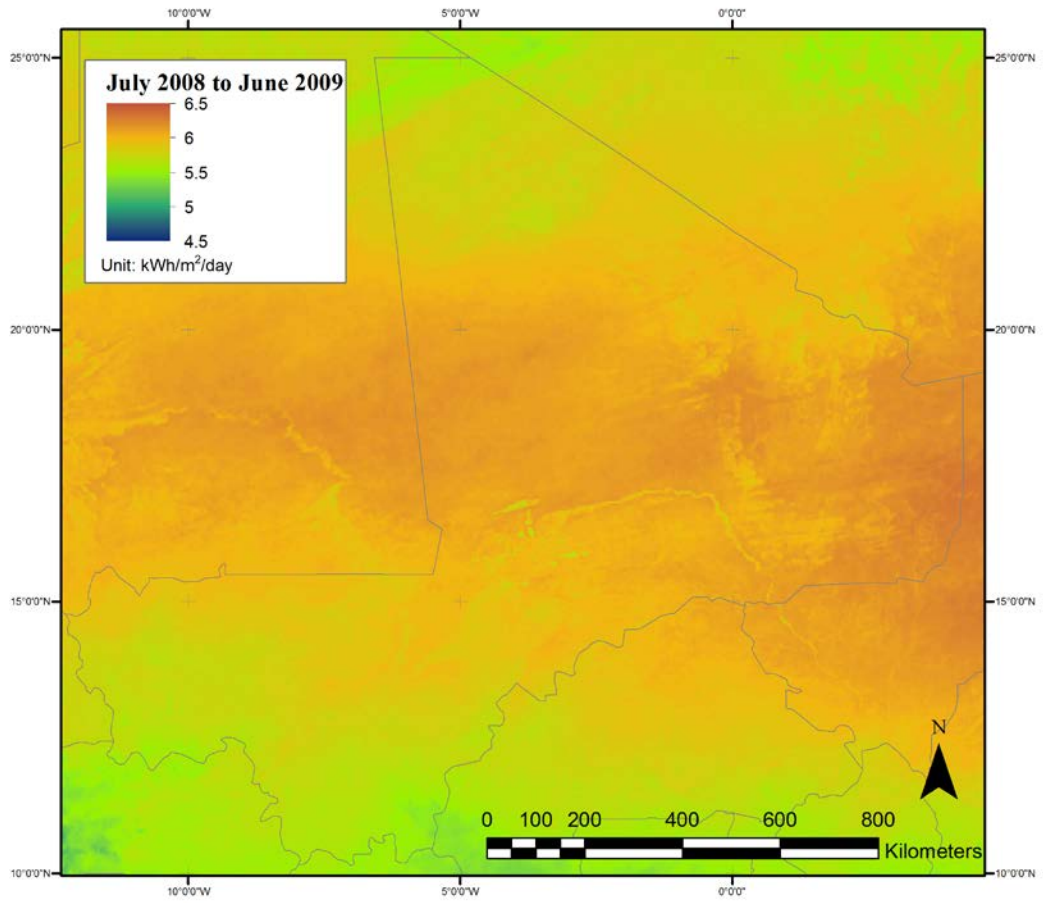 10°0'0"W 5°0'0"W 0°0'0"
25°0'0"N 25°0'0"N
July 2008 to June 2009
6.5
6
5.5
5
4.5
Unit: kWh/m²/day
20°0'0"N 20°0'0"N
15°0'0"N 15°0'0"N
N
0 100 200 400 600 800
Kilometers
10°0'0"N 10°0'0"N
10°0'0"W 5°0'0"W 0°0'0"